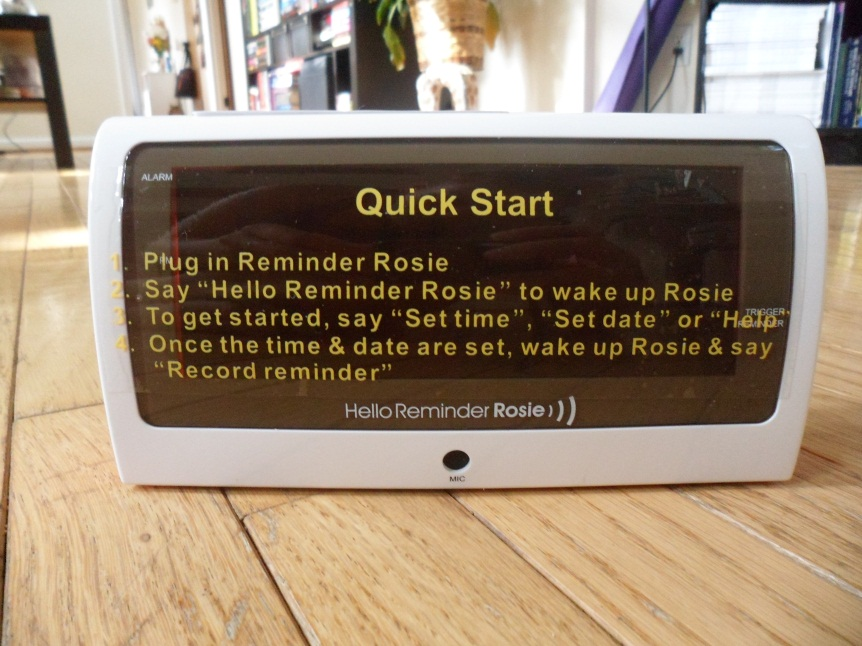 ALARM
Quick Start
1. Plug in Reminder Rosie
2. Say “Hello Reminder Rosie” to wake up Rosie
3. To get started, say “Set time”, “Set date” or “Help”
TRIGGER
REMINDER
4. Once the time & date are set, wake up Rosie & say
“Record reminder”
Hello Reminder Rosie
MIC